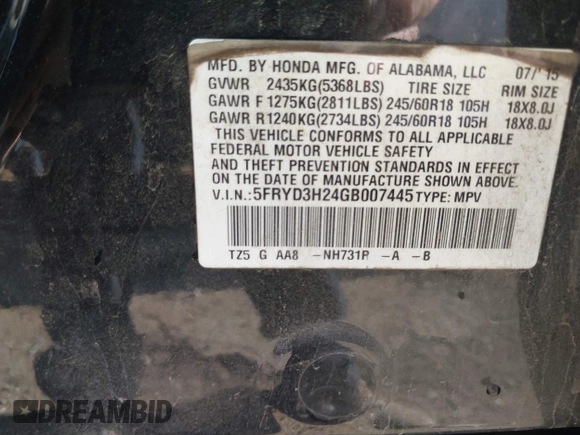 MFD. BY HONDA MFG. OF ALABAMA, LLC 07/'15
GVWR 2435KG(5368LBS) TIRE SIZE RIM SIZE
GAWR F 1275KG(2811LBS) 245/60R18 105H 18X8.0J
GAWR R1240KG(2734LBS) 245/60R18 105H 18X8.0J
THIS VEHICLE CONFORMS TO ALL APPLICABLE
FEDERAL MOTOR VEHICLE SAFETY
AND THEFT PREVENTION STANDARDS IN EFFECT
ON THE DATE OF MANUFACTURE SHOWN ABOVE.
V.I.N.:5FRYD3H24GB007445 TYPE: MPV
TZ5 G AA8 -NH731P -A -B
DREAMBID